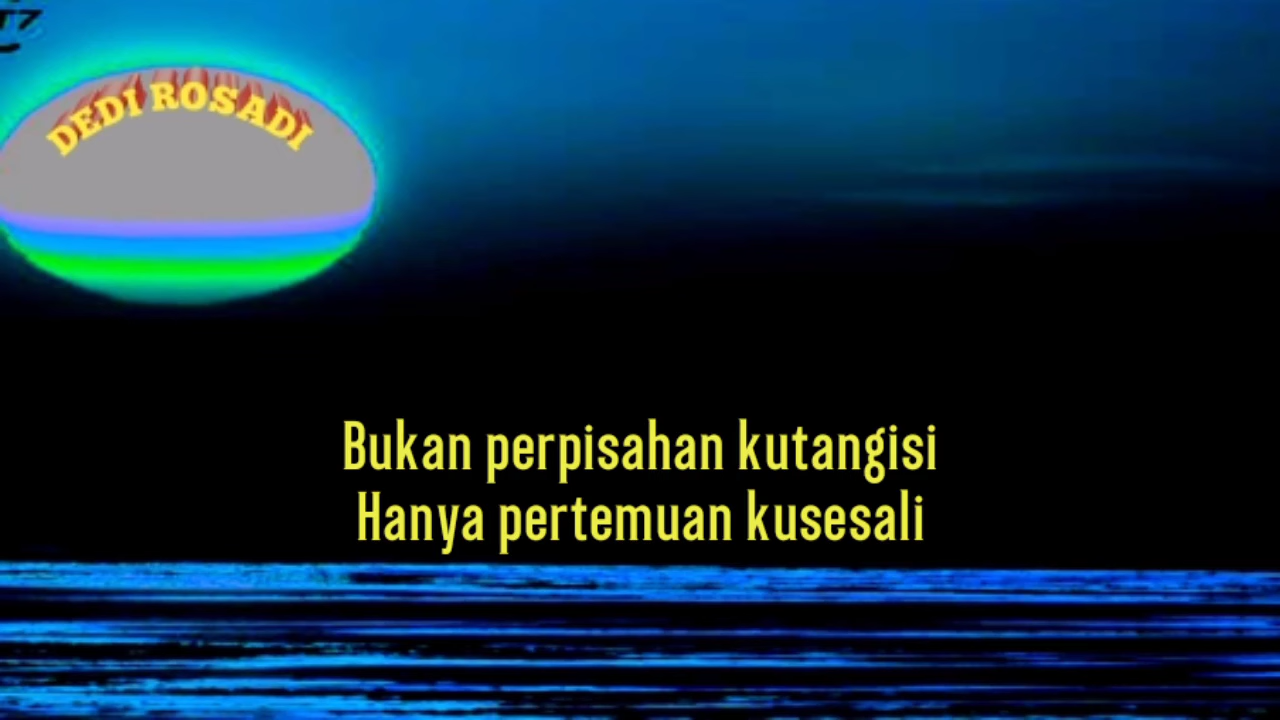 DEDI ROSADI
Bukan perpisahan kutangisi
Hanya pertemuan kusesali